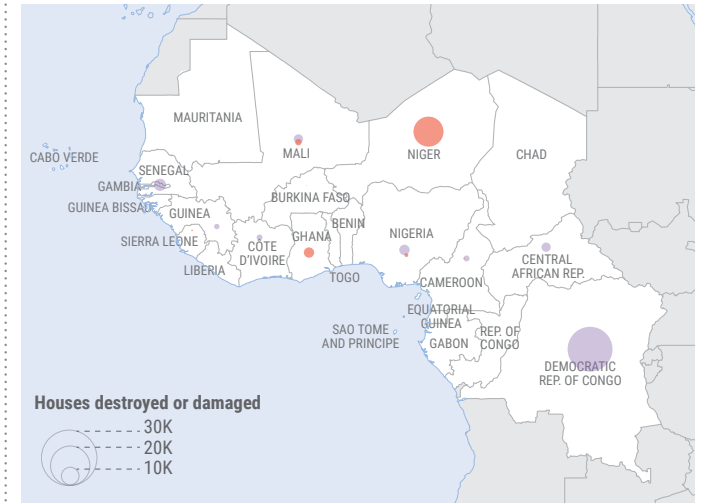 MAURITANIA
CABO VERDE
MALI
NIGER
CHAD
SENEGAL
GAMBIA
GUINEA BISSAU
GUINEA
BURKINA FASO
BENIN
SIERRA LEONE
CÔTE
D'IVOIRE
GHANA
NIGERIA
LIBERIA
TOGO
CENTRAL
AFRICAN REP.
CAMEROON
EQUATORIAL
GUINEA
SAO TOME
AND PRINCIPE
GABON
REP. OF
CONGO
DEMOCRATIC
REP. OF CONGO
Houses destroyed or damaged
30K
20K
10K